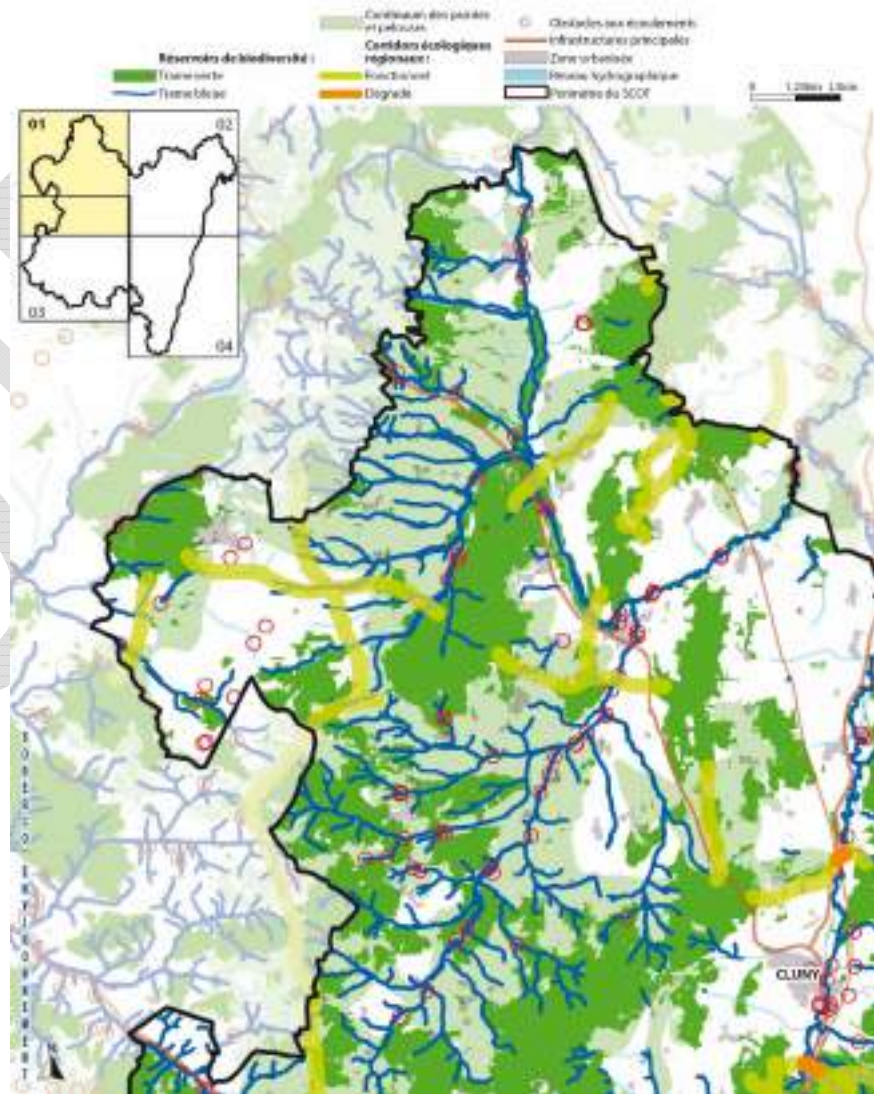 Continuum des prairies
et pelouses
Réservoirs de biodiversité :
Trame verte
Trame bleue
Corridors écologiques
régionaux :
Fonctionnel
Dégradé
Obstacles aux écoulements
Infrastructures principales
Zone urbanisée
Réseau hydrographique
Périmètre du SCOT
0
01
02
03
04
CLUNY